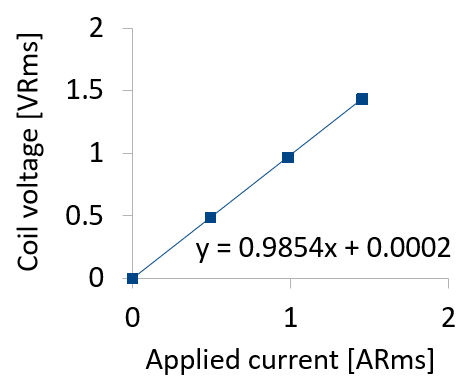 2
1.5
1
0.5
0
Coil voltage [VRms]
y = 0.9854x + 0.0002
0 1 2
Applied current [ARms]